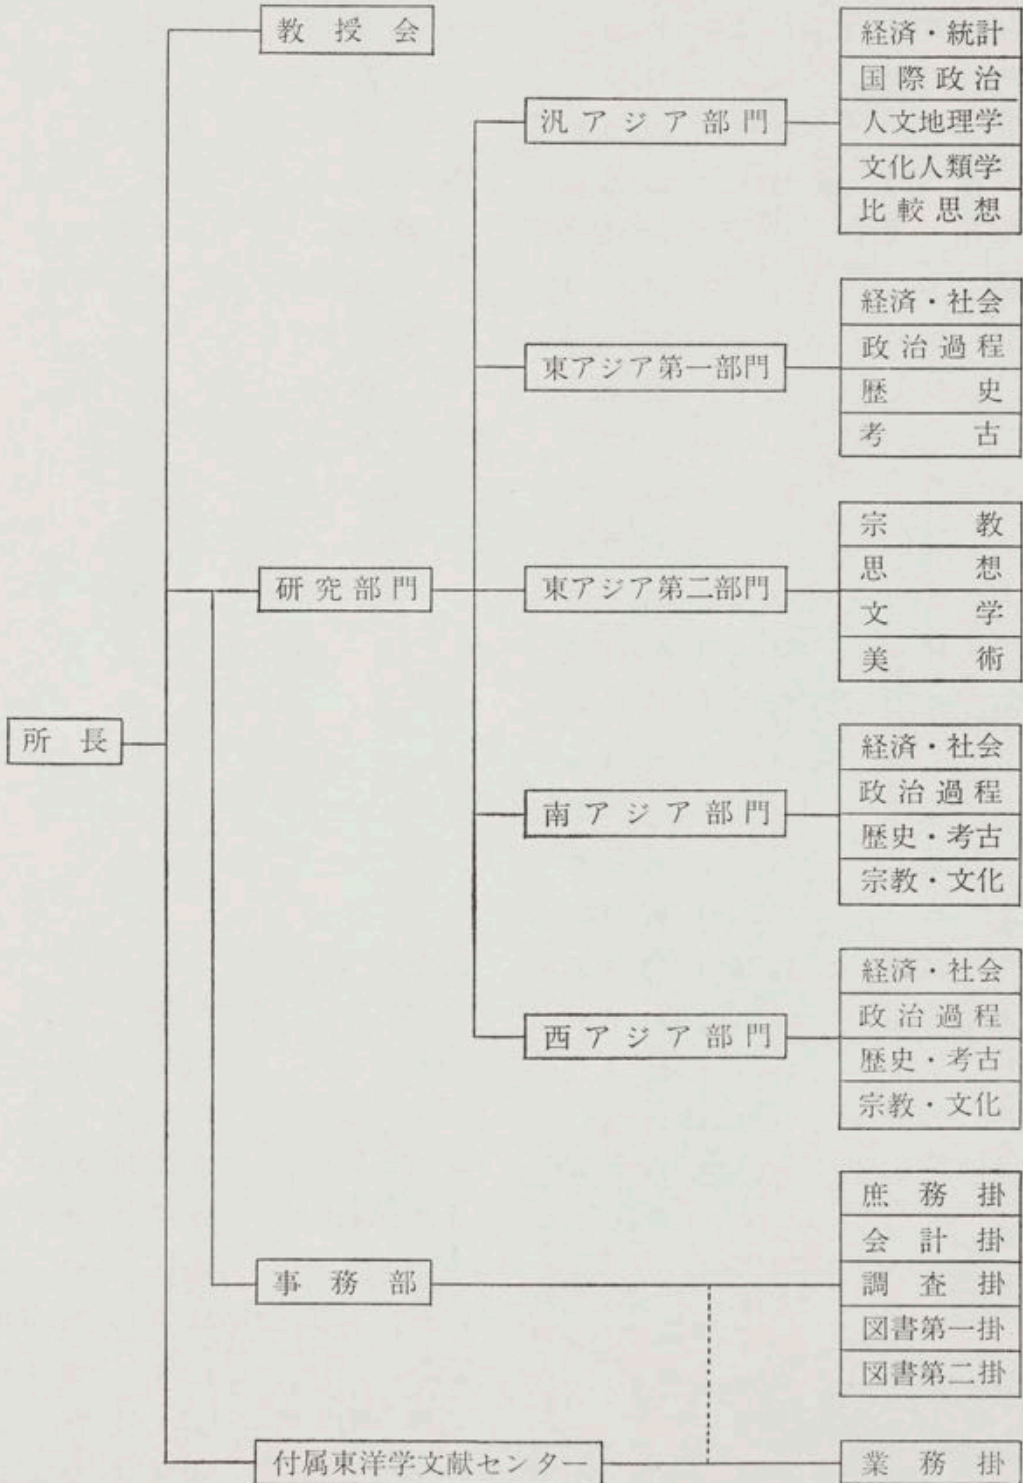 教授会
経済・統計
国際政治
汎アジア部門
人文地理学
文化人類学
比較思想
経済・社会
政治過程
東アジア第一部門
歴史
考古
宗教
思想
研究部門
東アジア第二部門
文学
美術
所長
経済・社会
政治過程
南アジア部門
歴史・考古
宗教・文化
経済・社会
政治過程
西アジア部門
歴史・考古
宗教・文化
庶務掛
会計掛
事務部
調査掛
図書第一掛
図書第二掛
付属東洋学文献センター
業務掛